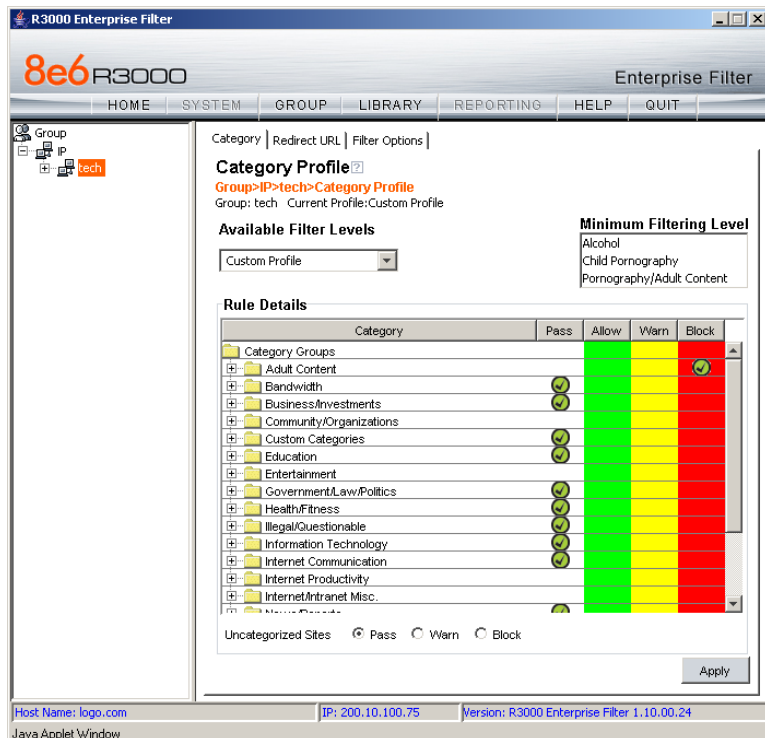 R3000 Enterprise Filter
8e6 R3000
Enterprise Filter
HOME SYSTEM GROUP LIBRARY REPORTING HELP QUIT
Group
IP
tech
Category Redirect URL Filter Options
Category Profile ?
Group>IP>tech>Category Profile
Group: tech Current Profile:Custom Profile
Available Filter Levels
Custom Profile
Minimum Filtering Level
Alcohol
Child Pornography
Pornography/Adult Content
Rule Details
Category Pass Allow Warn Block
Category Groups
Adult Content
Bandwidth
Business/Investments
Community/Organizations
Custom Categories
Education
Entertainment
Government/Law/Politics
Health/Fitness
Illegal/Questionable
Information Technology
Internet Communication
Internet Productivity
Internet/Intranet Misc.
News/Reports
Uncategorized Sites Pass Warn Block
Apply
Host Name: logo.com IP: 200.10.100.75 Version: R3000 Enterprise Filter 1.10.00.24
Java Applet Window